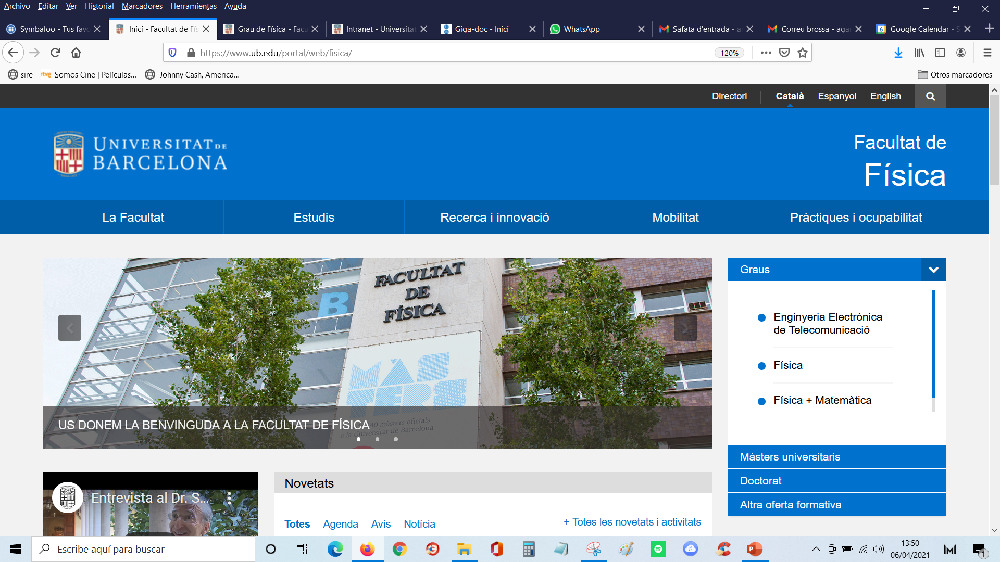 Archivo Editar Ver Historial Marcadores Herramientas Ayuda
Symbaloo - Tus favo
Inici - Facultat de Fís
Grau de Física - Facu
Intranet - Universitat
Giga-doc - Inici
WhatsApp
Safata d'entrada - a
Correu brossa - aga
Google Calendar - S
https://www.ub.edu/portal/web/fisica/
120%
sire
rtve Somos Cine | Películas...
Johnny Cash, America...
Otros marcadores
Directori
Català Espanyol English
UNIVERSITAT DE
BARCELONA
Facultat de
Física
La Facultat
Estudis
Recerca i innovació
Mobilitat
Pràctiques i ocupabilitat
B
FACULTAT
DE
FÍSICA
MÀS
TERS
40 màsters oficials
a la Universitat de Barcelona
US DONEM LA BENVINGUDA A LA FACULTAT DE FÍSICA
Graus
Enginyeria Electrònica
de Telecomunicació
Física
Física + Matemàtica
Màsters universitaris
Doctorat
Altra oferta formativa
Entrevista al Dr. S...
Novetats
Totes Agenda Avís Notícia
+ Totes les novetats i activitats
Escribe aquí para buscar
13:50
06/04/2021
1